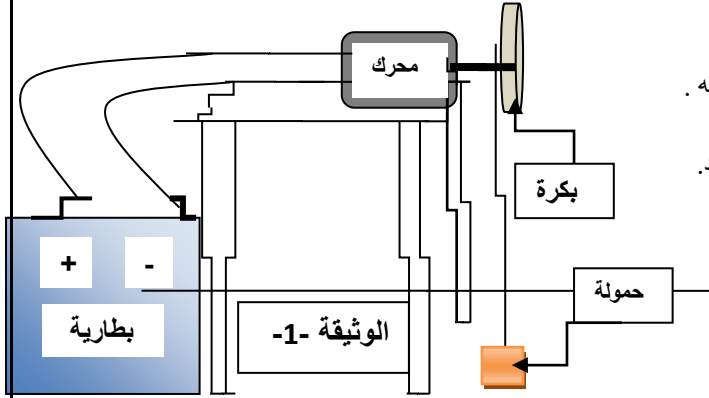 محرك
ه .
.
بكرة
+ -
حمولة
بطارية
الوثيقة -1-